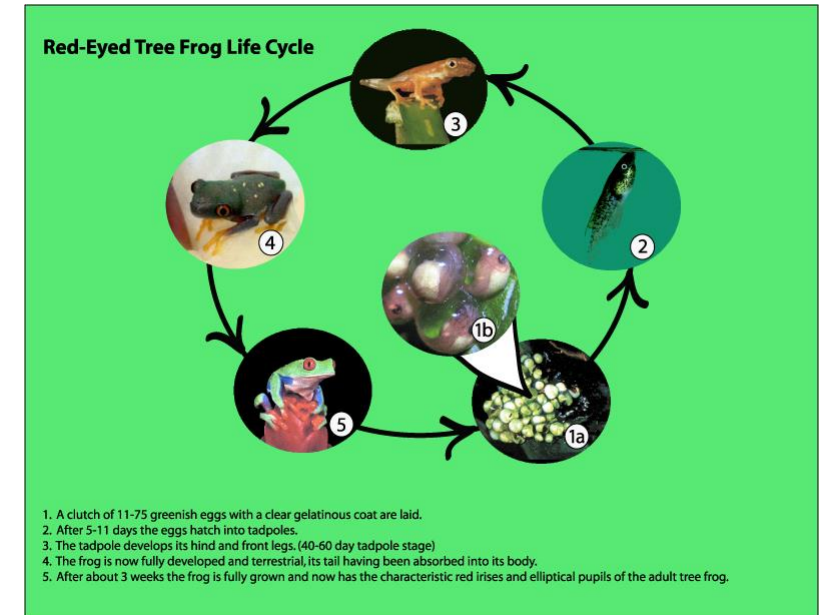 Red-Eyed Tree Frog Life Cycle
3
4
2
1b
5
1a
1. A clutch of 11-75 greenish eggs with a clear gelatinous coat are laid.
2. After 5-11 days the eggs hatch into tadpoles.
3. The tadpole develops its hind and front legs. (40-60 day tadpole stage)
4. The frog is now fully developed and terrestrial, its tail having been absorbed into its body.
5. After about 3 weeks the frog is fully grown and now has the characteristic red irises and elliptical pupils of the adult tree frog.